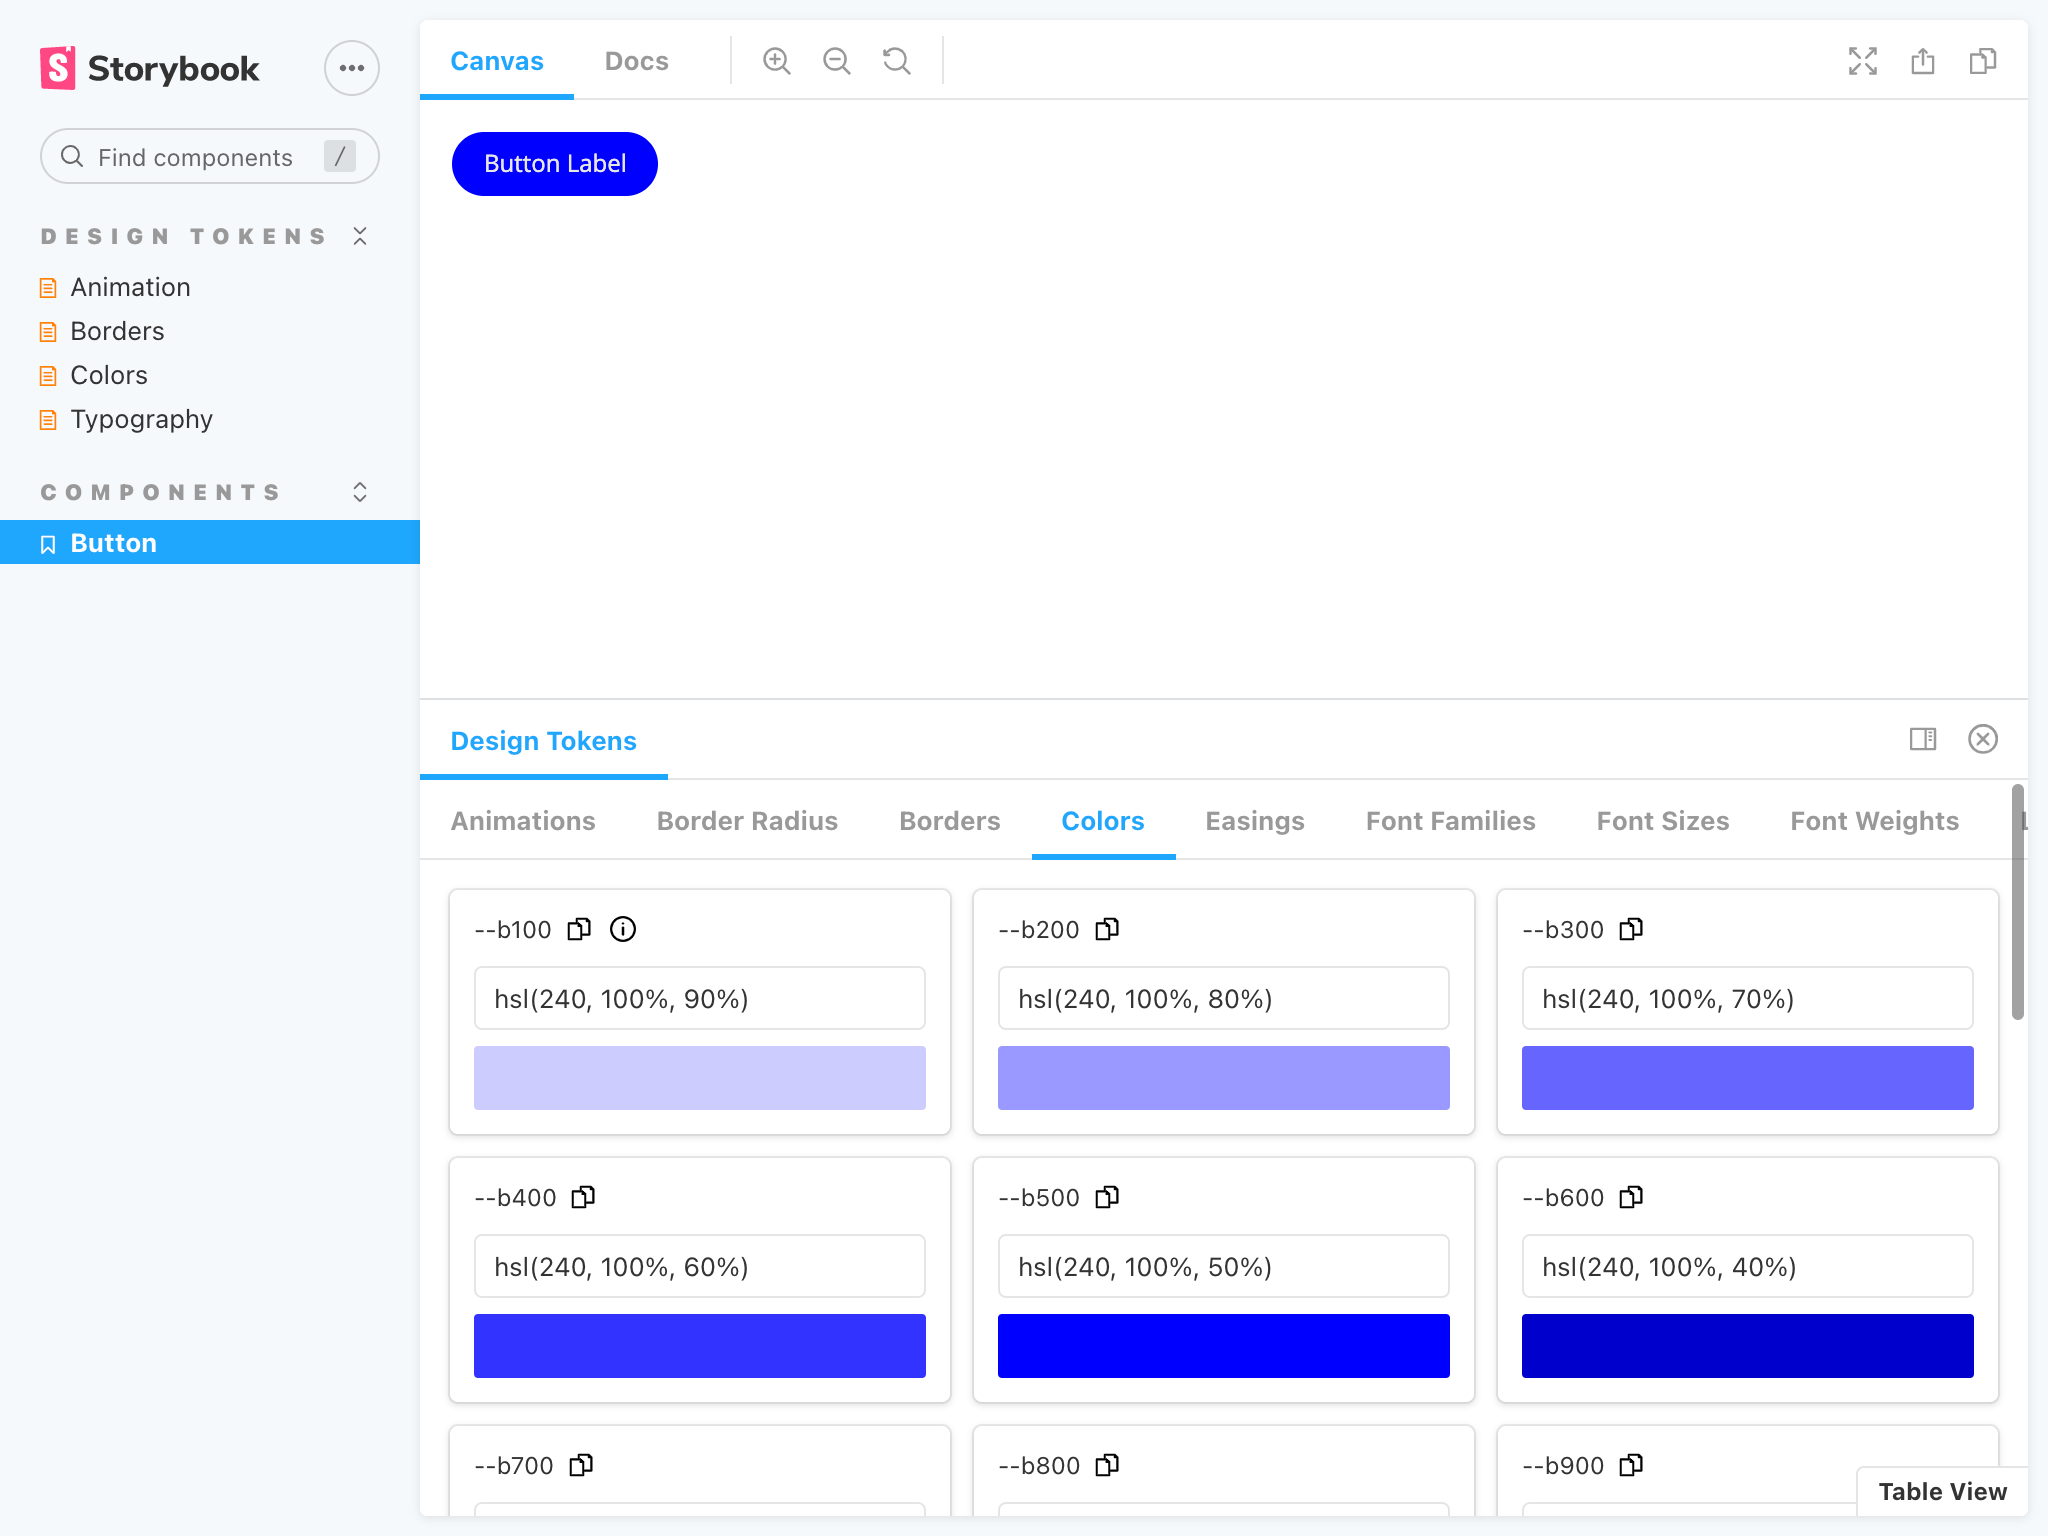 Storybook
Find components /
DESIGN TOKENS
Animation
Borders
Colors
Typography
COMPONENTS
Button
Canvas Docs
Button Label
Design Tokens
Animations Border Radius Borders Colors Easings Font Families Font Sizes Font Weights
--b100 --b200 --b300
hsl(240, 100%, 90%) hsl(240, 100%, 80%) hsl(240, 100%, 70%)
--b400 --b500 --b600
hsl(240, 100%, 60%) hsl(240, 100%, 50%) hsl(240, 100%, 40%)
--b700 --b800 --b900
Table View